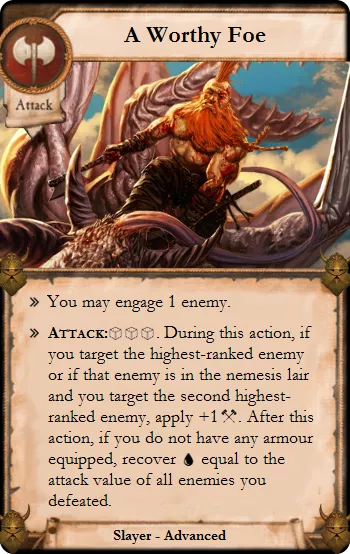 A Worthy Foe
Attack
» You may engage 1 enemy.
» ATTACK: . During this action, if
you target the highest-ranked enemy
or if that enemy is in the nemesis lair
and you target the second highest-
ranked enemy, apply +1 . After this
action, if you do not have any armour
equipped, recover equal to the
attack value of all enemies you
defeated.
Slayer - Advanced